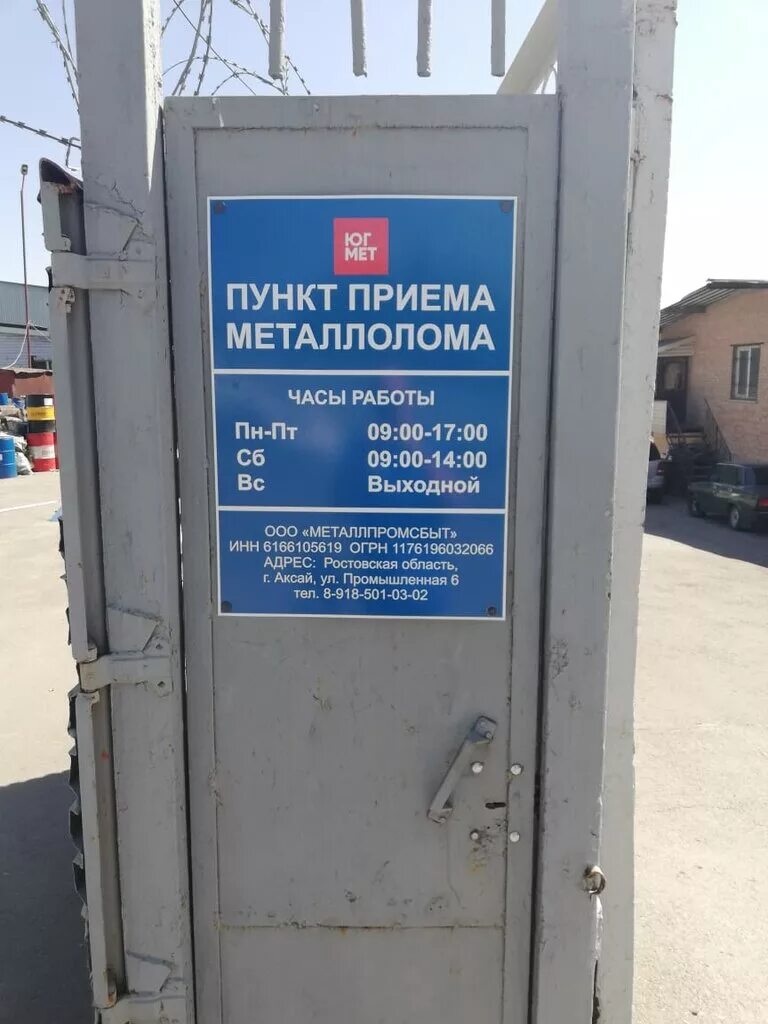 ЮГ
МЕТ
ПУНКТ ПРИЕМА
МЕТАЛЛОЛОМА
ЧАСЫ РАБОТЫ
Пн-Пт 09:00-17:00
Сб 09:00-14:00
Вс Выходной
ООО «МЕТАЛЛПРОМСБЫТ»
ИНН 6166105619 ОГРН 1176196032066
АДРЕС: Ростовская область,
г. Аксай, ул. Промышленная 6
тел. 8-918-501-03-02